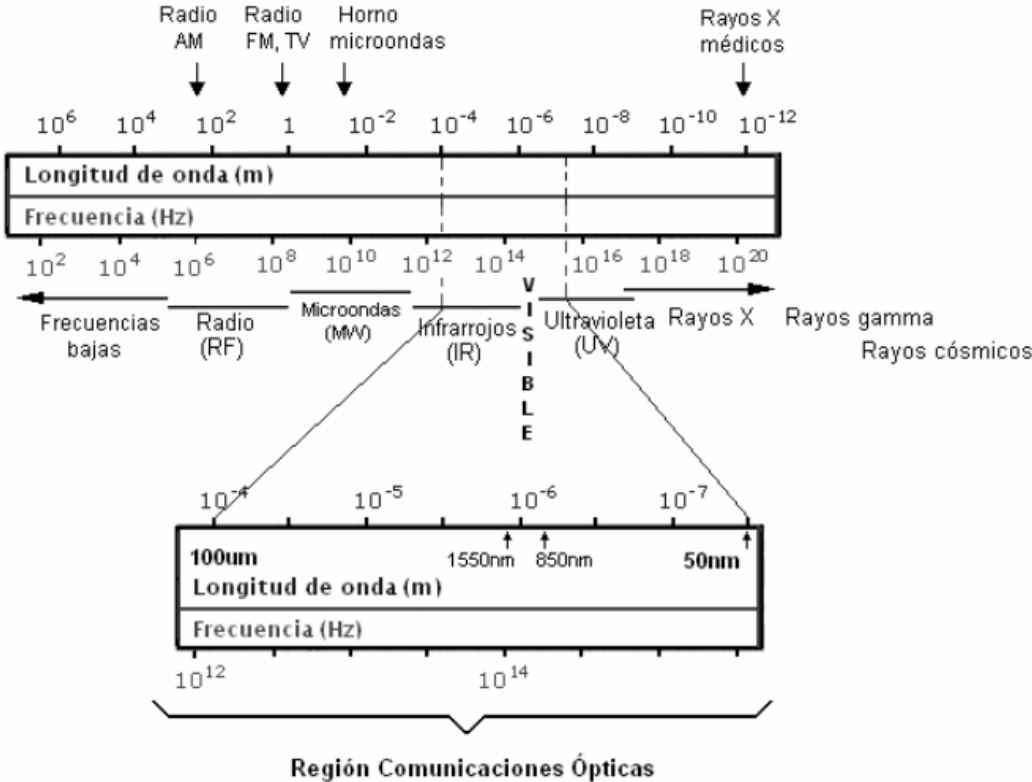 Radio Radio Horno Rayos X
AM FM, TV microondas médicos
10^6 10^4 10^2 1 10^-2 10^-4 10^-6 10^-8 10^-10 10^-12
Longitud de onda (m)
Frecuencia (Hz)
10^2 10^4 10^6 10^8 10^10 10^12 10^14 10^16 10^18 10^20
VISIBLE
Frecuencias
bajas
Radio
(RF)
Microondas
(MW)
Infrarrojos
(IR)
Ultravioleta
(UV)
Rayos X
Rayos gamma
Rayos cósmicos
10^-4 10^-5 10^-6 10^-7
100um 1550nm 850nm 50nm
Longitud de onda (m)
Frecuencia (Hz)
10^12 10^14
Región Comunicaciones Ópticas